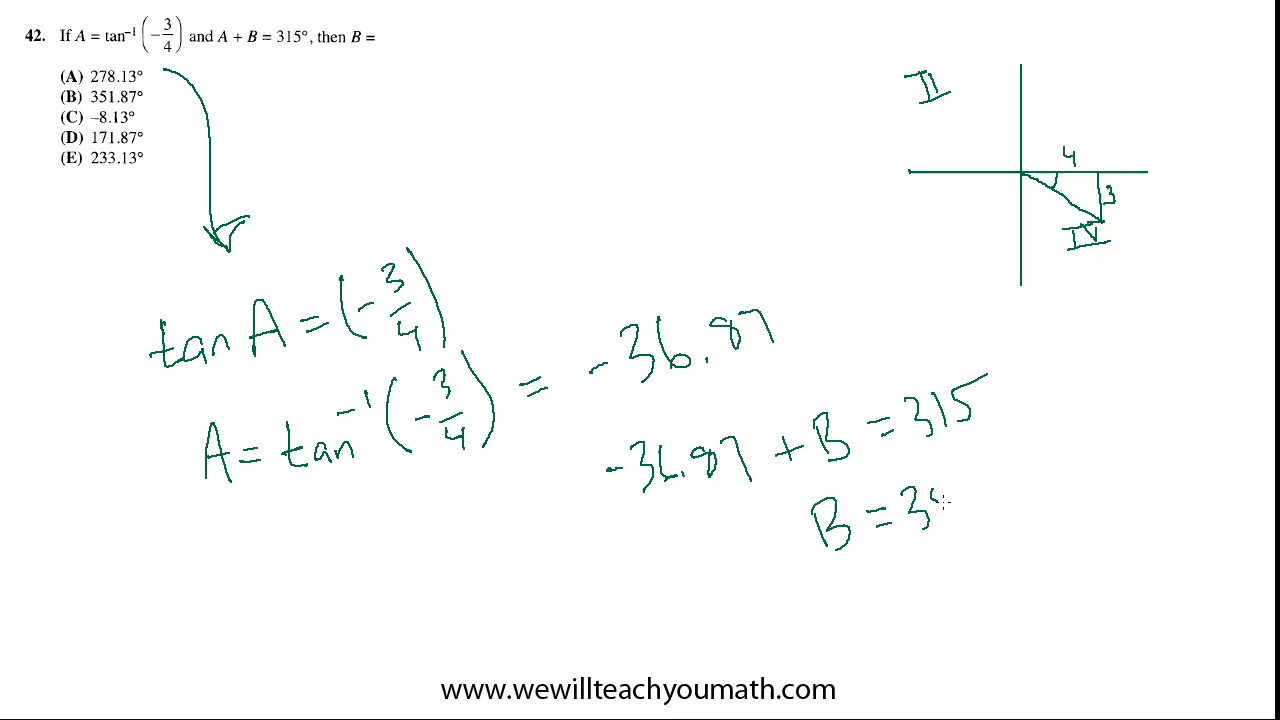 42. If A = tan⁻¹(-3/4) and A + B = 315°, then B =
(A) 278.13°
(B) 351.87°
(C) –8.13°
(D) 171.87°
(E) 233.13°
II
4
3
IV
tan A = (-3/4)
A = tan⁻¹(-3/4) = -36.87
-36.87 + B = 315
B = 3
www.wewillteachyoumath.com